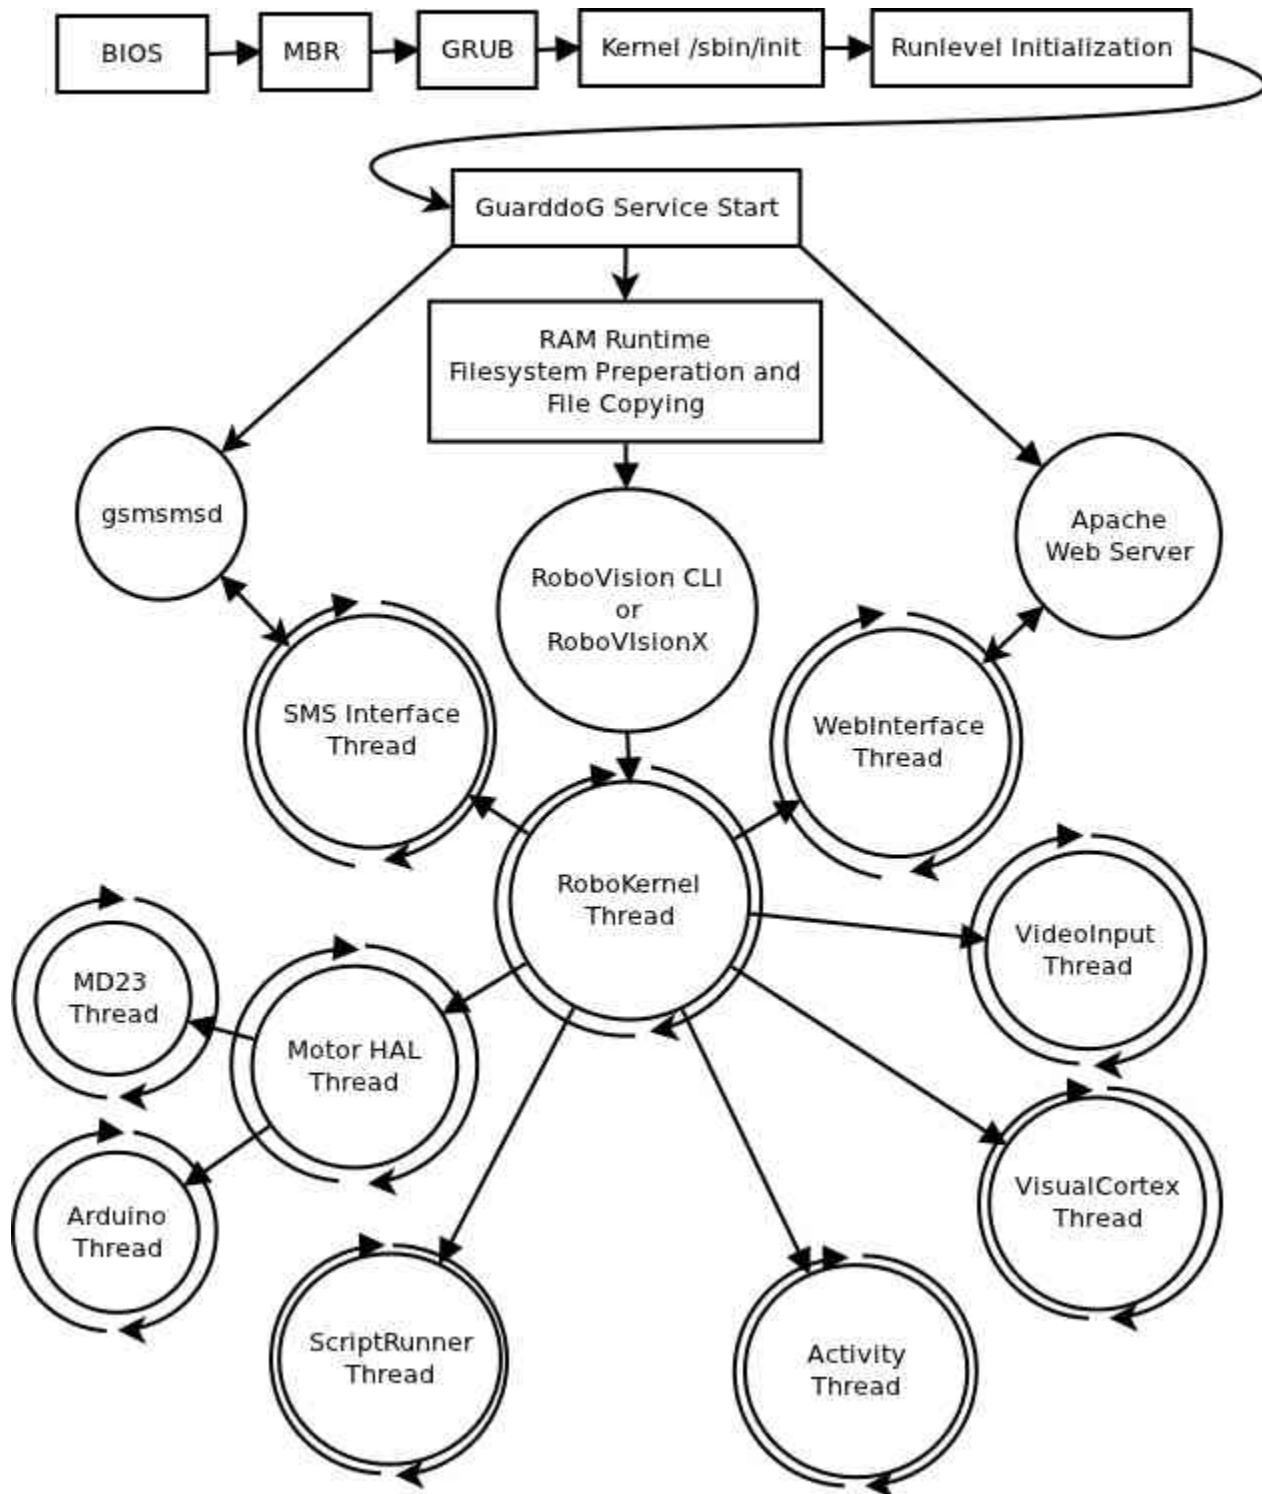 BIOS
MBR
GRUB
Kernel /sbin/init
Runlevel Initialization
GuarddoG Service Start
RAM Runtime
Filesystem Preperation and
File Copying
gsmsmsd
Apache
Web Server
RoboVision CLI
or
RoboVIsionX
SMS Interface
Thread
WebInterface
Thread
RoboKernel
Thread
VideoInput
Thread
MD23
Thread
Motor HAL
Thread
VisualCortex
Thread
Arduino
Thread
ScriptRunner
Thread
Activity
Thread